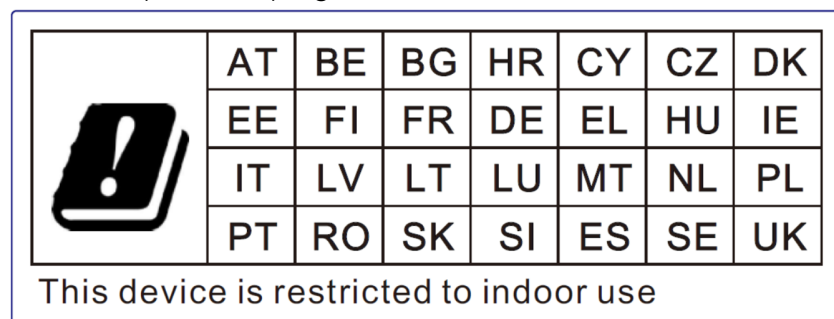 AT BE BG HR CY CZ DK
EE FI FR DE EL HU IE
IT LV LT LU MT NL PL
PT RO SK SI ES SE UK
This device is restricted to indoor use